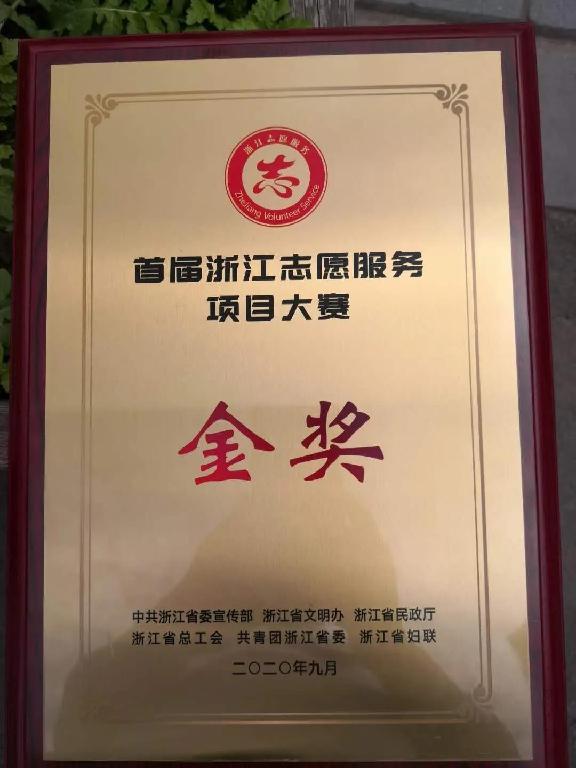 浙江志愿服务
志
Zhejiang Volunteer Service
首届浙江志愿服务
项目大赛
金奖
中共浙江省委宣传部 浙江省文明办 浙江省民政厅
浙江省总工会 共青团浙江省委 浙江省妇联
二〇二〇年九月